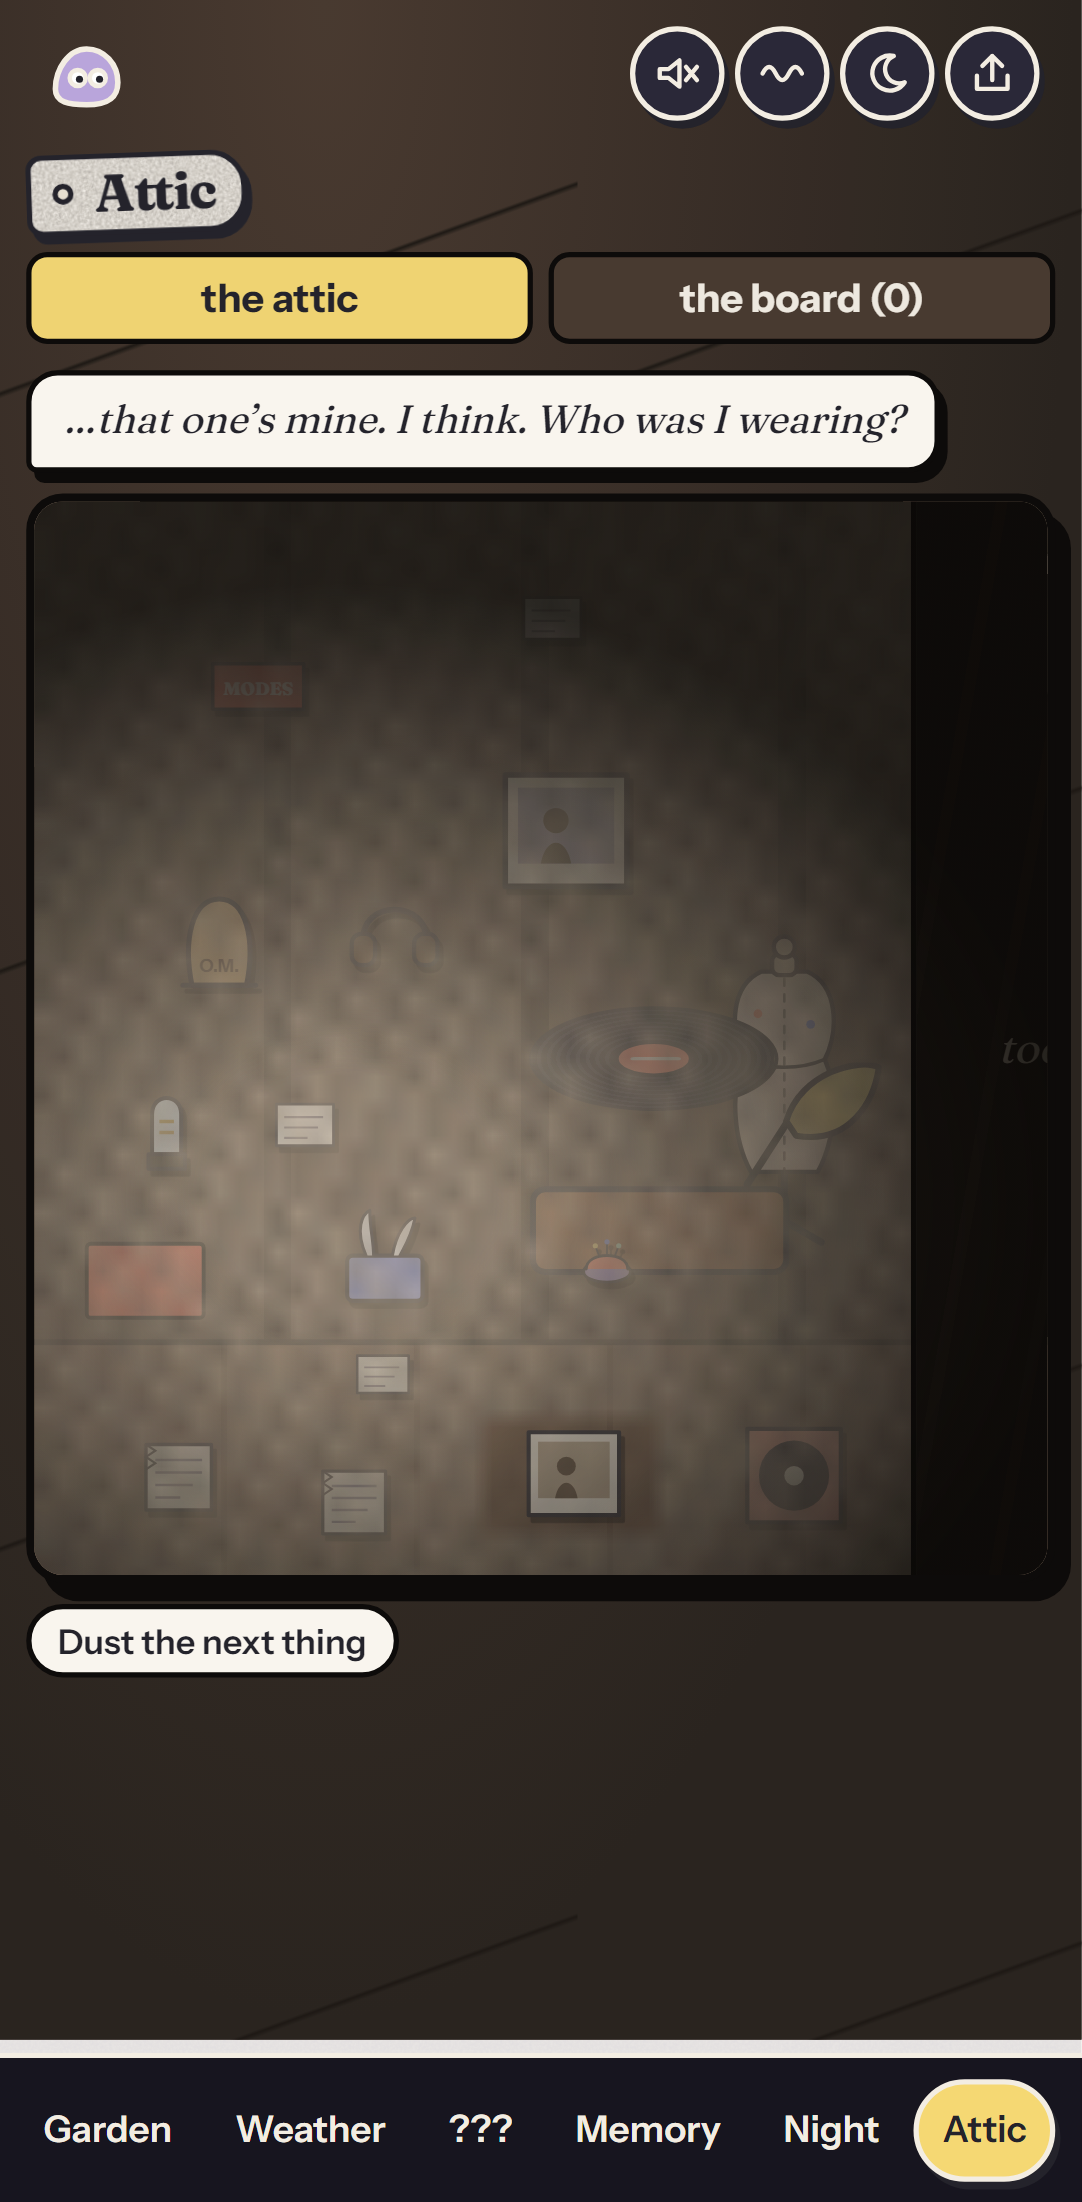 Attic
the attic
the board (0)
...that one’s mine. I think. Who was I wearing?
MODES
O.M.
Dust the next thing
Garden
Weather
???
Memory
Night
Attic